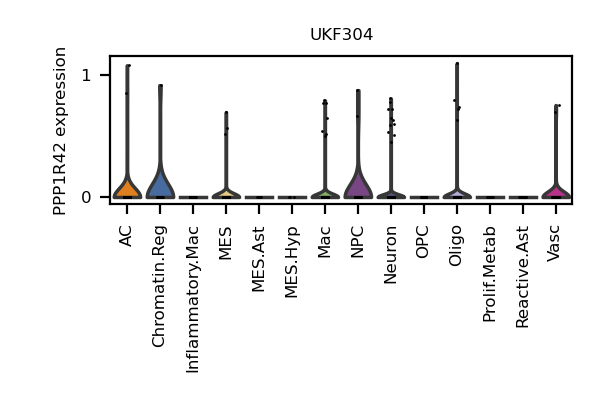 UKF304
PPP1R42 expression
1
0
AC
Chromatin.Reg
Inflammatory.Mac
MES
MES.Ast
MES.Hyp
Mac
NPC
Neuron
OPC
Oligo
Prolif.Metab
Reactive.Ast
Vasc